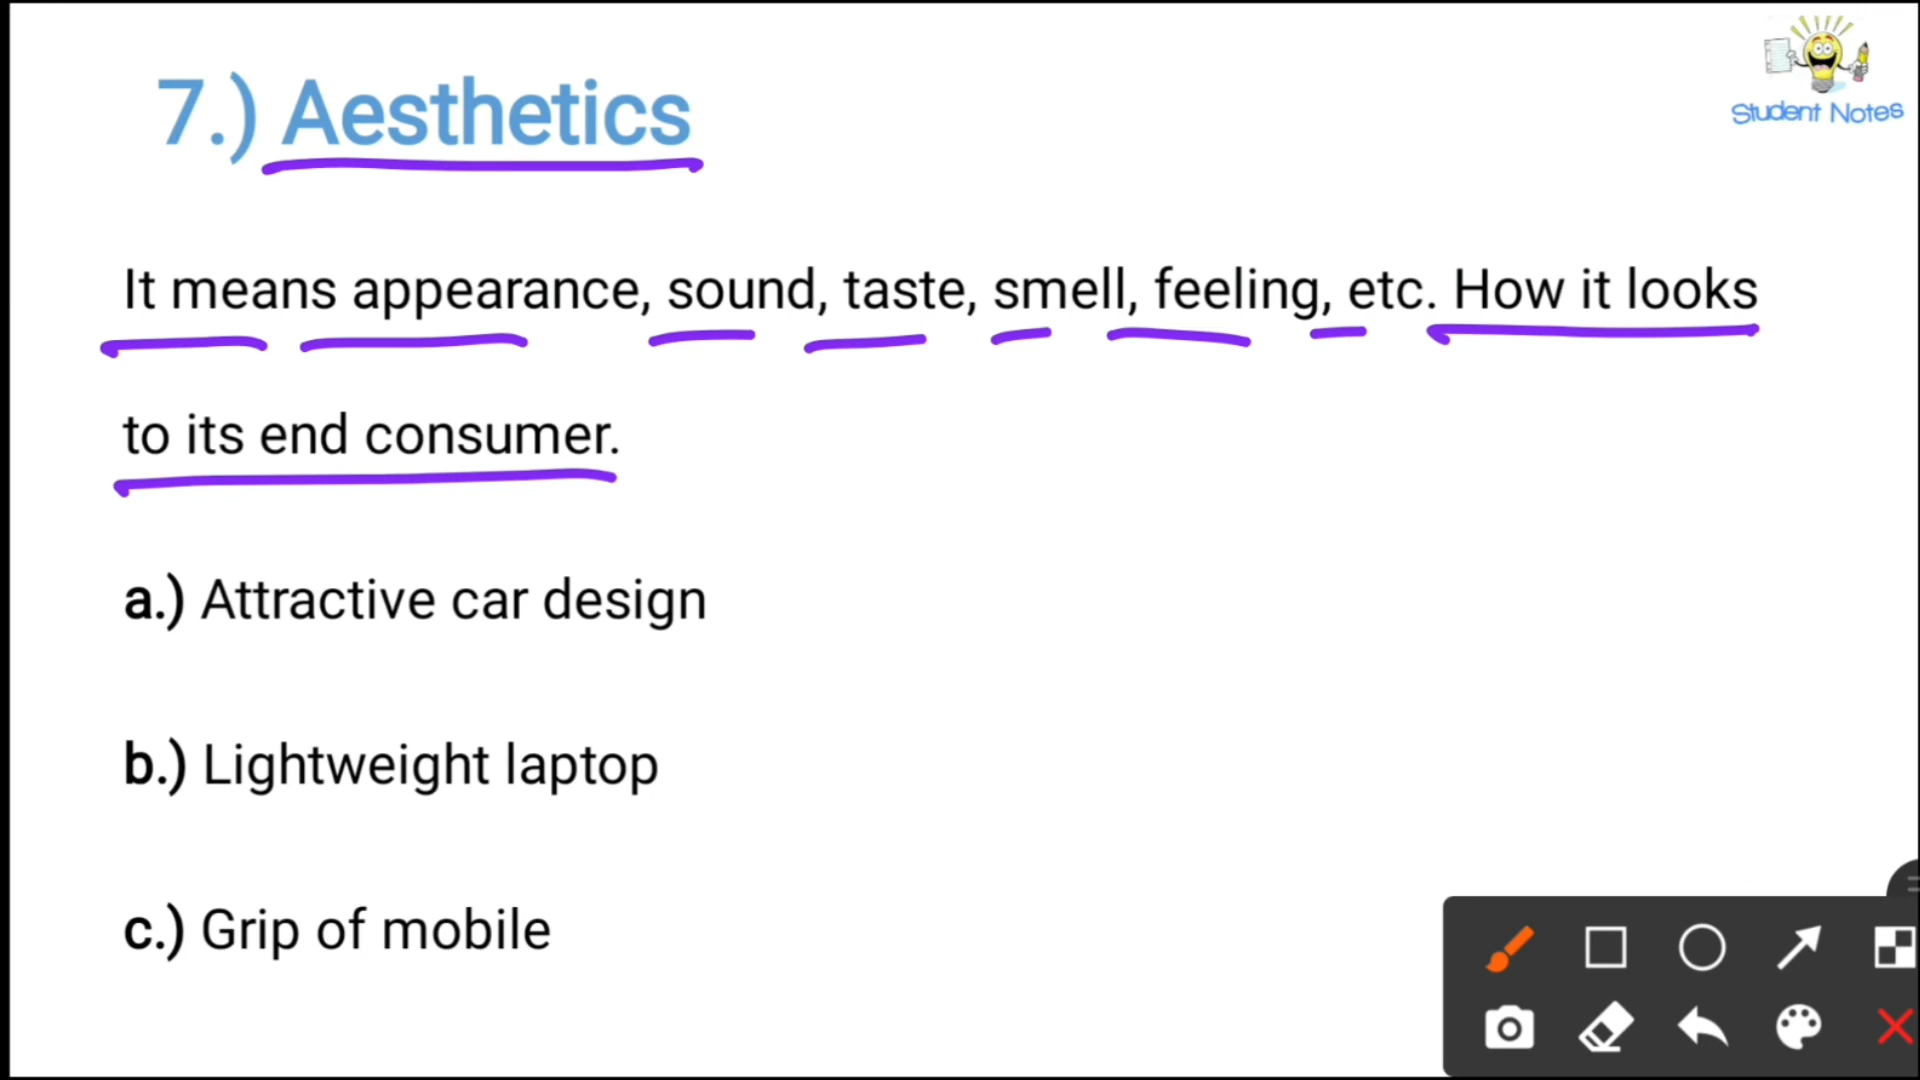 7.) Aesthetics
Student Notes
It means appearance, sound, taste, smell, feeling, etc. How it looks
to its end consumer.
a.) Attractive car design
b.) Lightweight laptop
c.) Grip of mobile